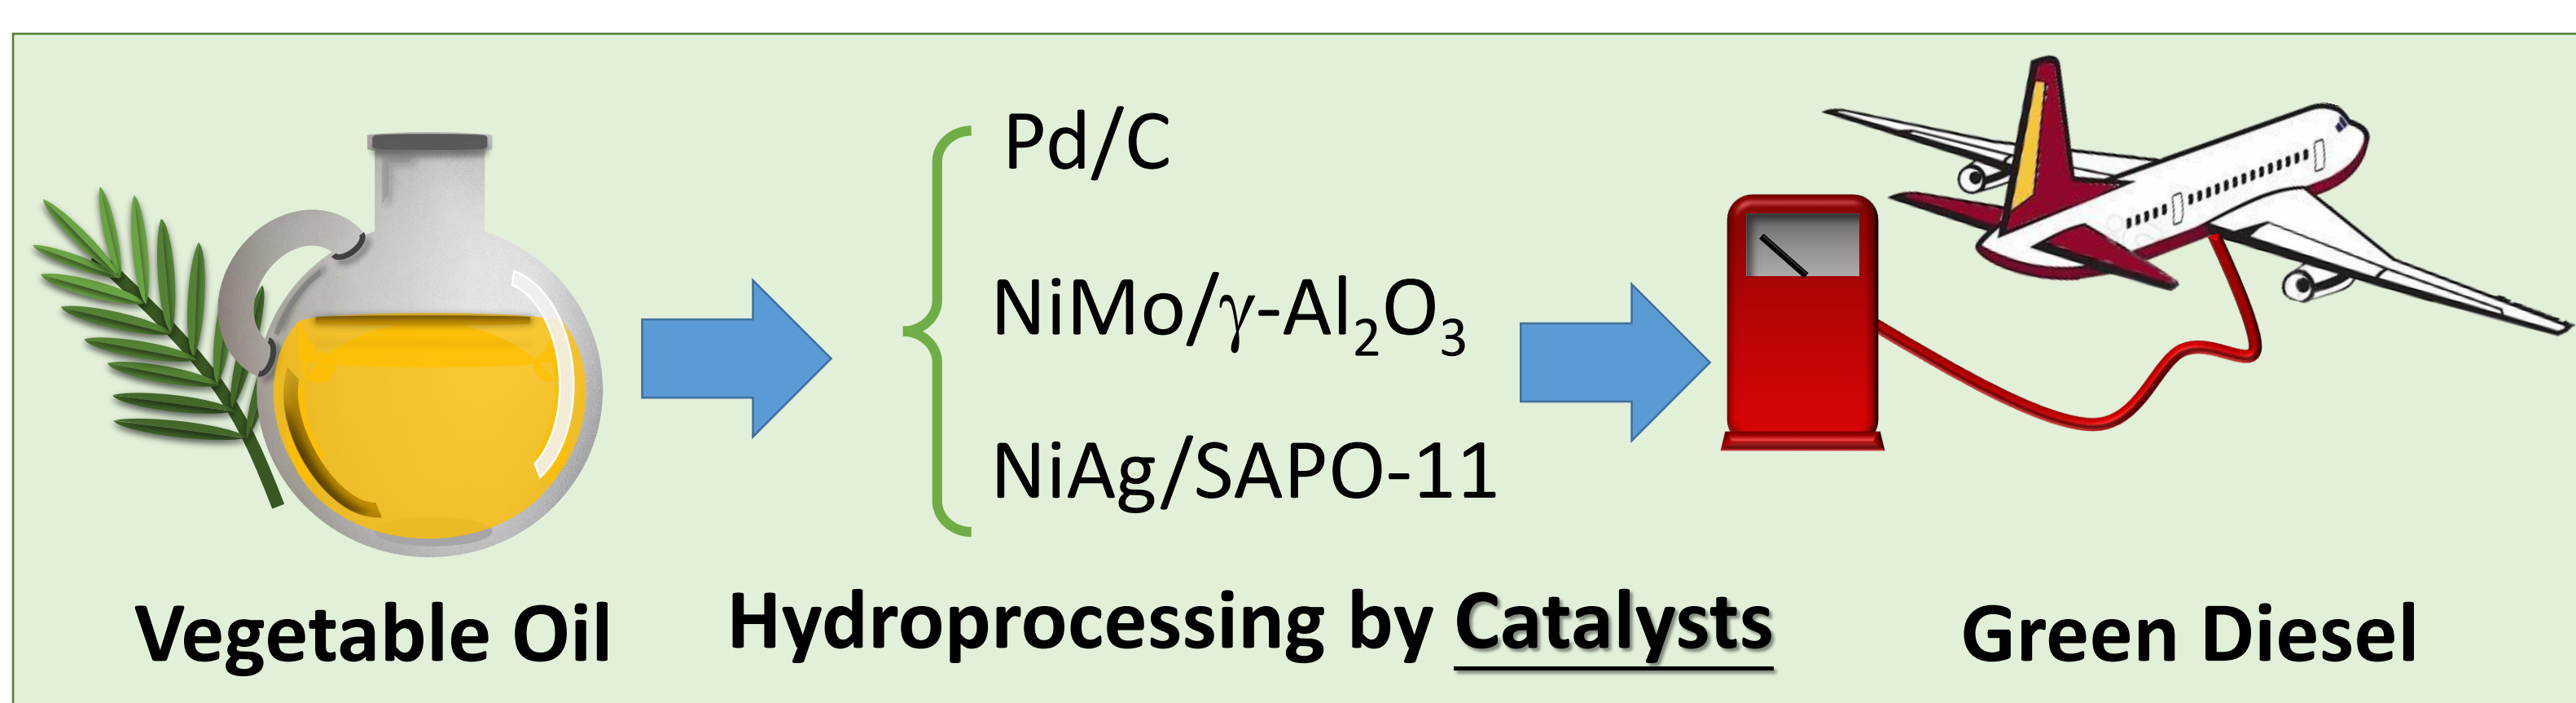 Pd/C
NiMo/γ-Al₂O₃
NiAg/SAPO-11
Vegetable Oil
Hydroprocessing by Catalysts
Green Diesel